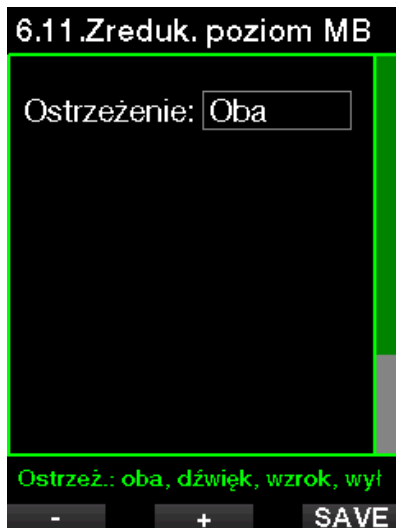 6.11.Zreduk. poziom MB
Ostrzeżenie: Oba
Ostrzeż.: oba, dźwięk, wzrok, wył
- + SAVE